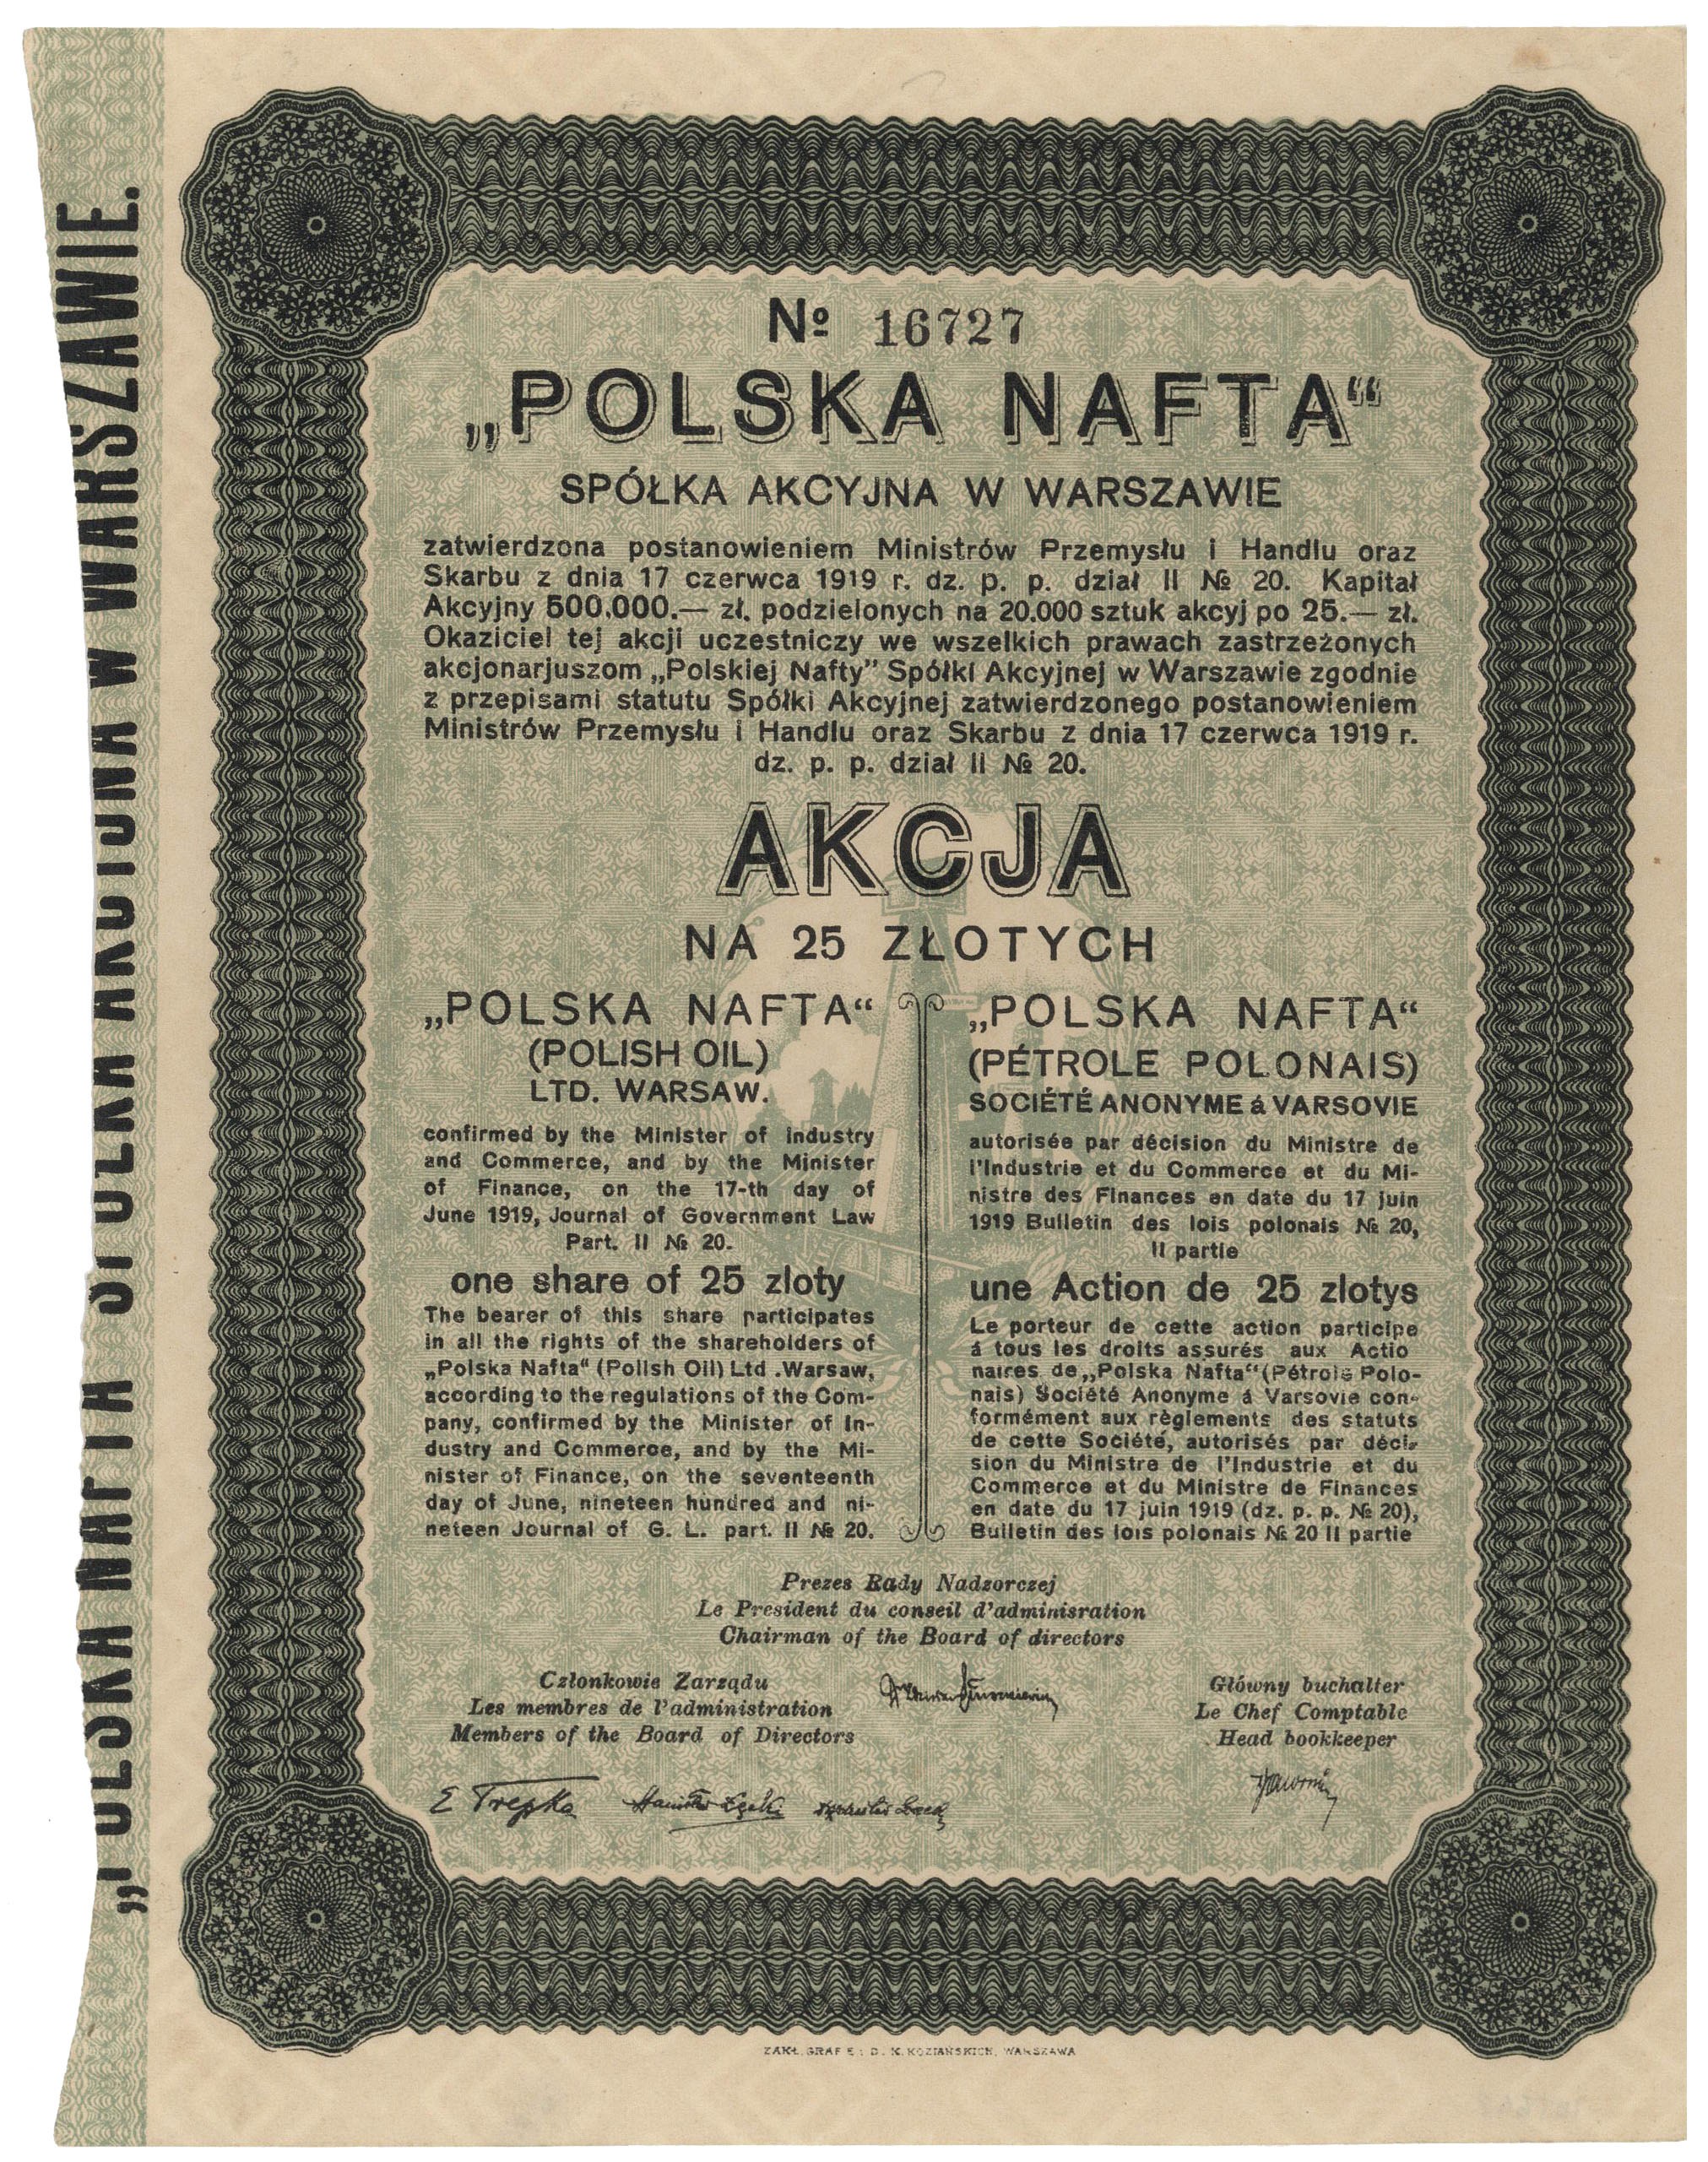 „POLSKA NAFTA SPÓŁKA AKCYJNA W WARSZAWIE.
№ 16727
„POLSKA NAFTA“
SPÓŁKA AKCYJNA W WARSZAWIE
zatwierdzona postanowieniem Ministrów Przemysłu i Handlu oraz
Skarbu z dnia 17 czerwca 1919 r. dz. p. p. dział II № 20. Kapitał
Akcyjny 500.000.— zł. podzielonych na 20.000 sztuk akcyj po 25.— zł.
Okaziciel tej akcji uczestniczy we wszelkich prawach zastrzeżonych
akcjonarjuszom „Polskiej Nafty” Spółki Akcyjnej w Warszawie zgodnie
z przepisami statutu Spółki Akcyjnej zatwierdzonego postanowieniem
Ministrów Przemysłu i Handlu oraz Skarbu z dnia 17 czerwca 1919 r.
dz. p. p. dział II № 20.
AKCJA
NA 25 ZŁOTYCH
„POLSKA NAFTA“
(POLISH OIL)
LTD. WARSAW.
confirmed by the Minister of industry
and Commerce, and by the Minister
of Finance, on the 17-th day of
June 1919, Journal of Government Law
Part. II № 20.
one share of 25 zloty
The bearer of this share participates
in all the rights of the shareholders of
„Polska Nafta“ (Polish Oil) Ltd .Warsaw,
according to the regulations of the Com-
pany, confirmed by the Minister of In-
dustry and Commerce, and by the Mi-
nister of Finance, on the seventeenth
day of June, nineteen hundred and ni-
neteen Journal of G. L. part. II № 20.
„POLSKA NAFTA“
(PÉTROLE POLONAIS)
SOCIÉTÉ ANONYME á VARSOVIE
autorisée par décision du Ministre de
l'Industrie et du Commerce et du Mi-
nistre des Finances en date du 17 juin
1919 Bulletin des lois polonais № 20,
II partie
une Action de 25 zlotys
Le porteur de cette action participe
á tous les droits assurés aux Actio
naires de „Polska Nafta“ (Pétrole Polo-
nais) Société Anonyme á Varsovie con-
formément aux règlements des statuts
de cette Société, autorisés par déci-
sion du Ministre de l'Industrie et du
Commerce et du Ministre de Finances
en date du 17 juin 1919 (dz. p. p. № 20),
Bulletin des lois polonais № 20 II partie
Prezes Rady Nadzorczej
Le President du conseil d'adminisration
Chairman of the Board of directors
Członkowie Zarządu
Les membres de l'administration
Members of the Board of Directors
Główny buchalter
Le Chef Comptable
Head bookkeeper
E Trepka
ZAKŁ. GRAF E. i D. K. KOZIAŃSKICH, WARSZAWA